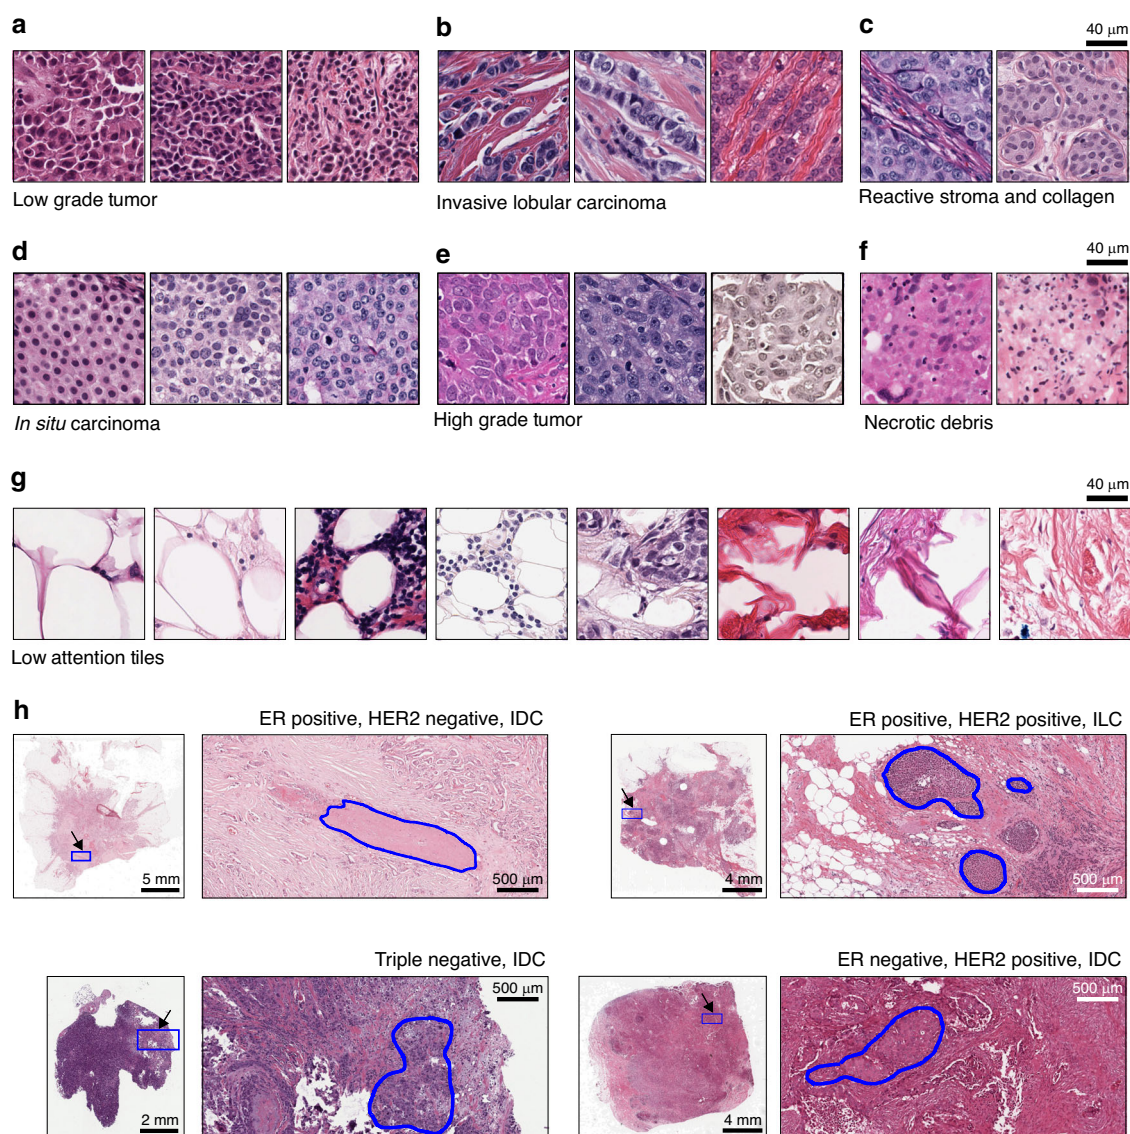 a
b
c
40 μm
Low grade tumor
Invasive lobular carcinoma
Reactive stroma and collagen
d
e
f
40 μm
In situ carcinoma
High grade tumor
Necrotic debris
g
40 μm
Low attention tiles
h
ER positive, HER2 negative, IDC
ER positive, HER2 positive, ILC
5 mm
500 μm
4 mm
500 μm
Triple negative, IDC
ER negative, HER2 positive, IDC
500 μm
500 μm
2 mm
4 mm